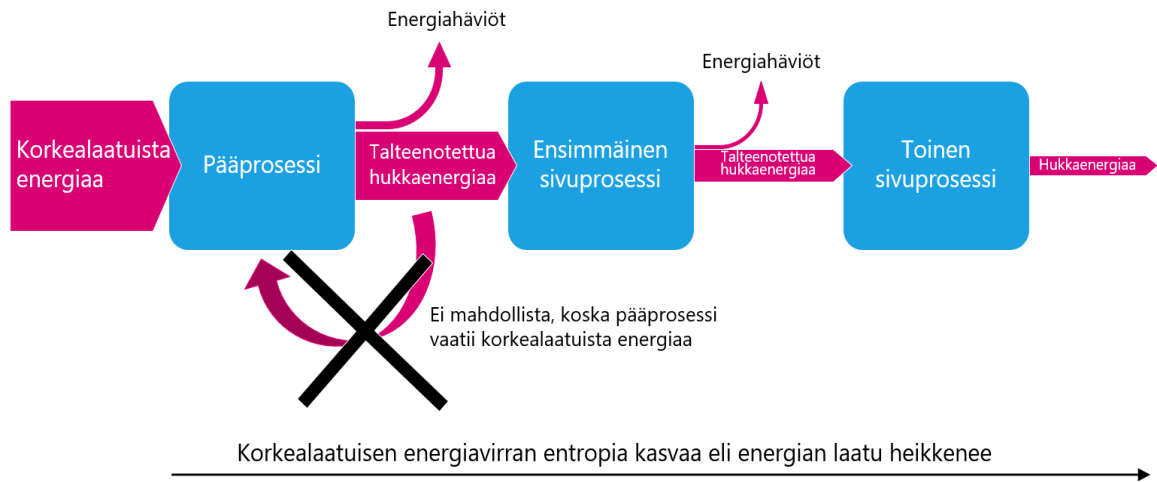 Energiahäviöt
Energiahäviöt
Korkealaatuista
energiaa
Pääprosessi
Talteenotettua
hukkaenergiaa
Ensimmäinen
sivuprosessi
Talteenotettua
hukkaenergiaa
Toinen
sivuprosessi
Hukkaenergiaa
Ei mahdollista, koska pääprosessi
vaatii korkealaatuista energiaa
Korkealaatuisen energiavirran entropia kasvaa eli energian laatu heikkenee